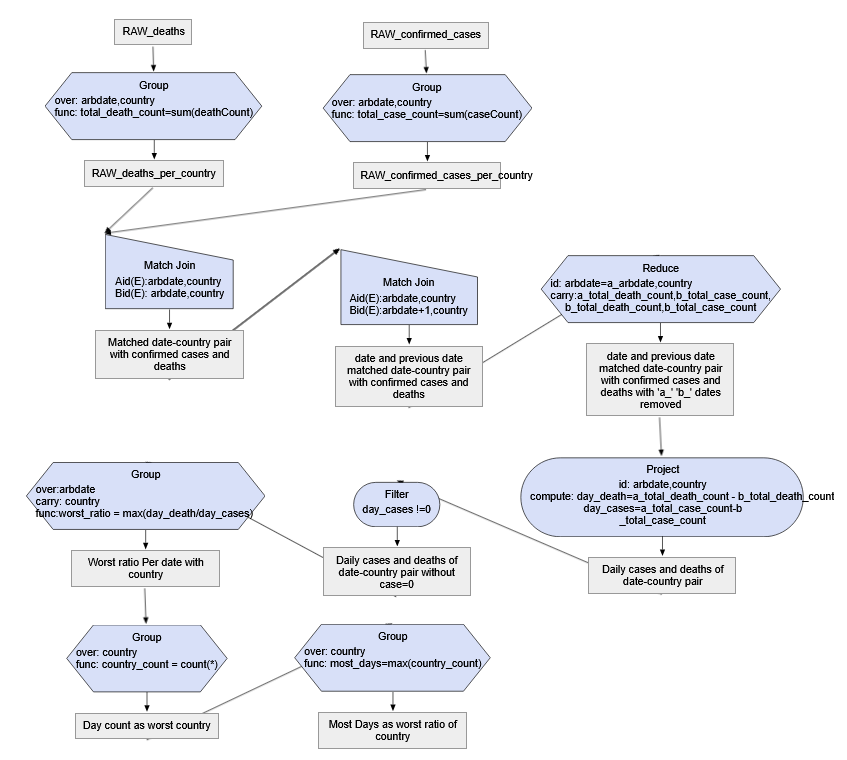 RAW_deaths
RAW_confirmed_cases
Group
over: arbdate,country
func: total_death_count=sum(deathCount)
Group
over: arbdate,country
func: total_case_count=sum(caseCount)
RAW_deaths_per_country
RAW_confirmed_cases_per_country
Match Join
Aid(E):arbdate,country
Bid(E): arbdate,country
Match Join
Aid(E):arbdate,country
Bid(E):arbdate+1,country
Reduce
id: arbdate=a_arbdate,country
carry:a_total_death_count,b_total_case_count,
b_total_death_count,b_total_case_count
Matched date-country pair
with confirmed cases and
deaths
date and previous date
matched date-country pair
with confirmed cases and
deaths
date and previous date
matched date-country pair
with confirmed cases and
deaths with 'a_' 'b_' dates
removed
Group
over:arbdate
carry: country
func:worst_ratio = max(day_death/day_cases)
Filter
day_cases !=0
Project
id: arbdate,country
compute: day_death=a_total_death_count - b_total_death_count
day_cases=a_total_case_count-b
_total_case_count
Worst ratio Per date with
country
Daily cases and deaths of
date-country pair without
case=0
Daily cases and deaths of
date-country pair
Group
over: country
func: country_count = count(*)
Group
over: country
func: most_days=max(country_count)
Day count as worst country
Most Days as worst ratio of
country